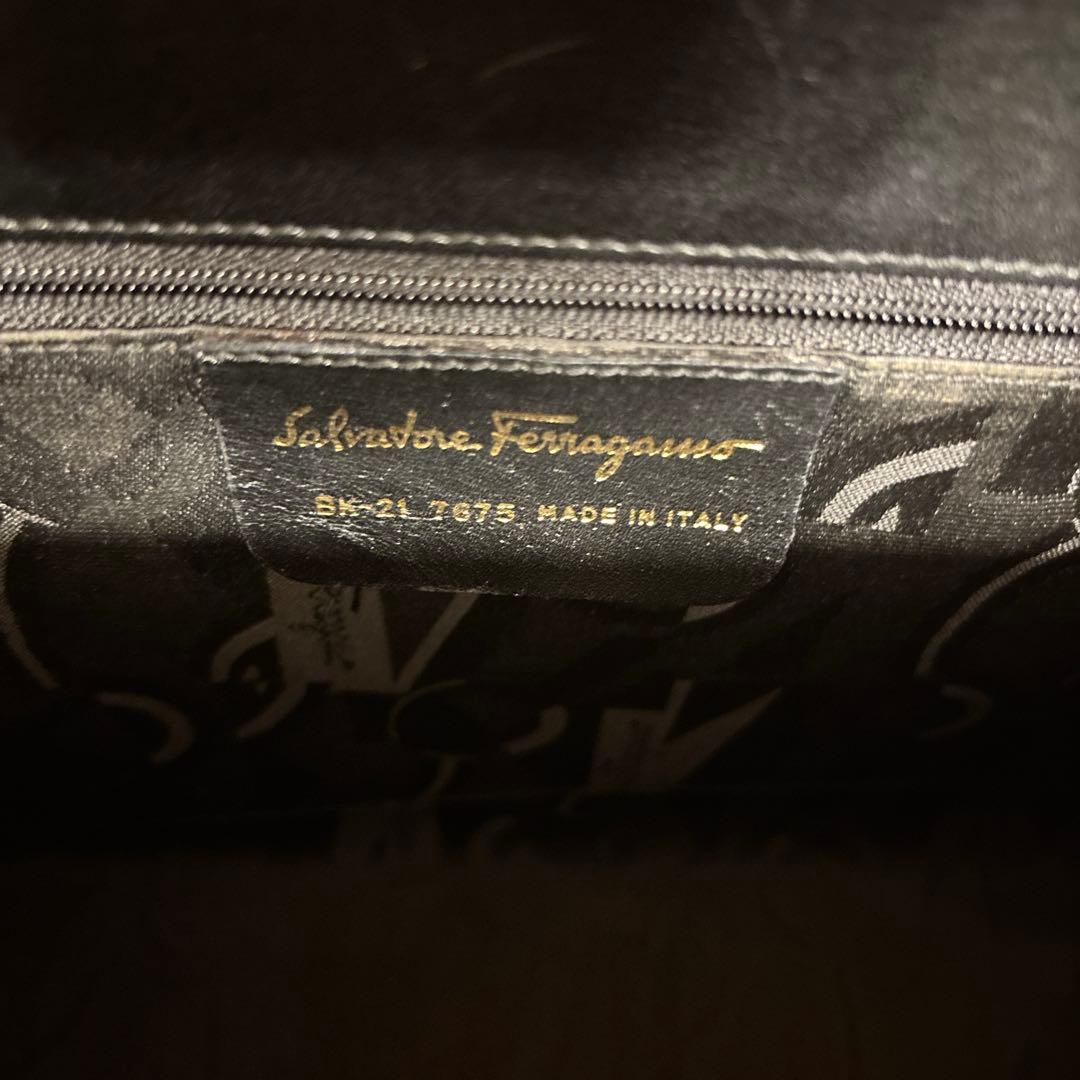 Salvatore Ferragamo
BK-21 7675 MADE IN ITALY